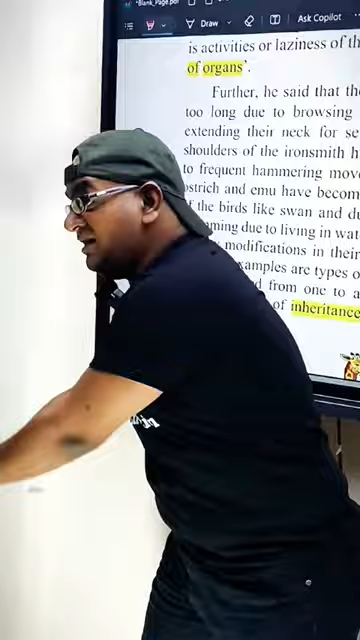 *Blank_Page.pdf
Draw
Ask Copilot
is activities or laziness of th
of organs'.
Further, he said that the
too long due to browsing
extending their neck for se
shoulders of the ironsmith h
to frequent hammering mov
ostrich and emu have becom
f the birds like swan and du
ming due to living in wat
modifications in their
xamples are types o
d from one to a
of inheritance